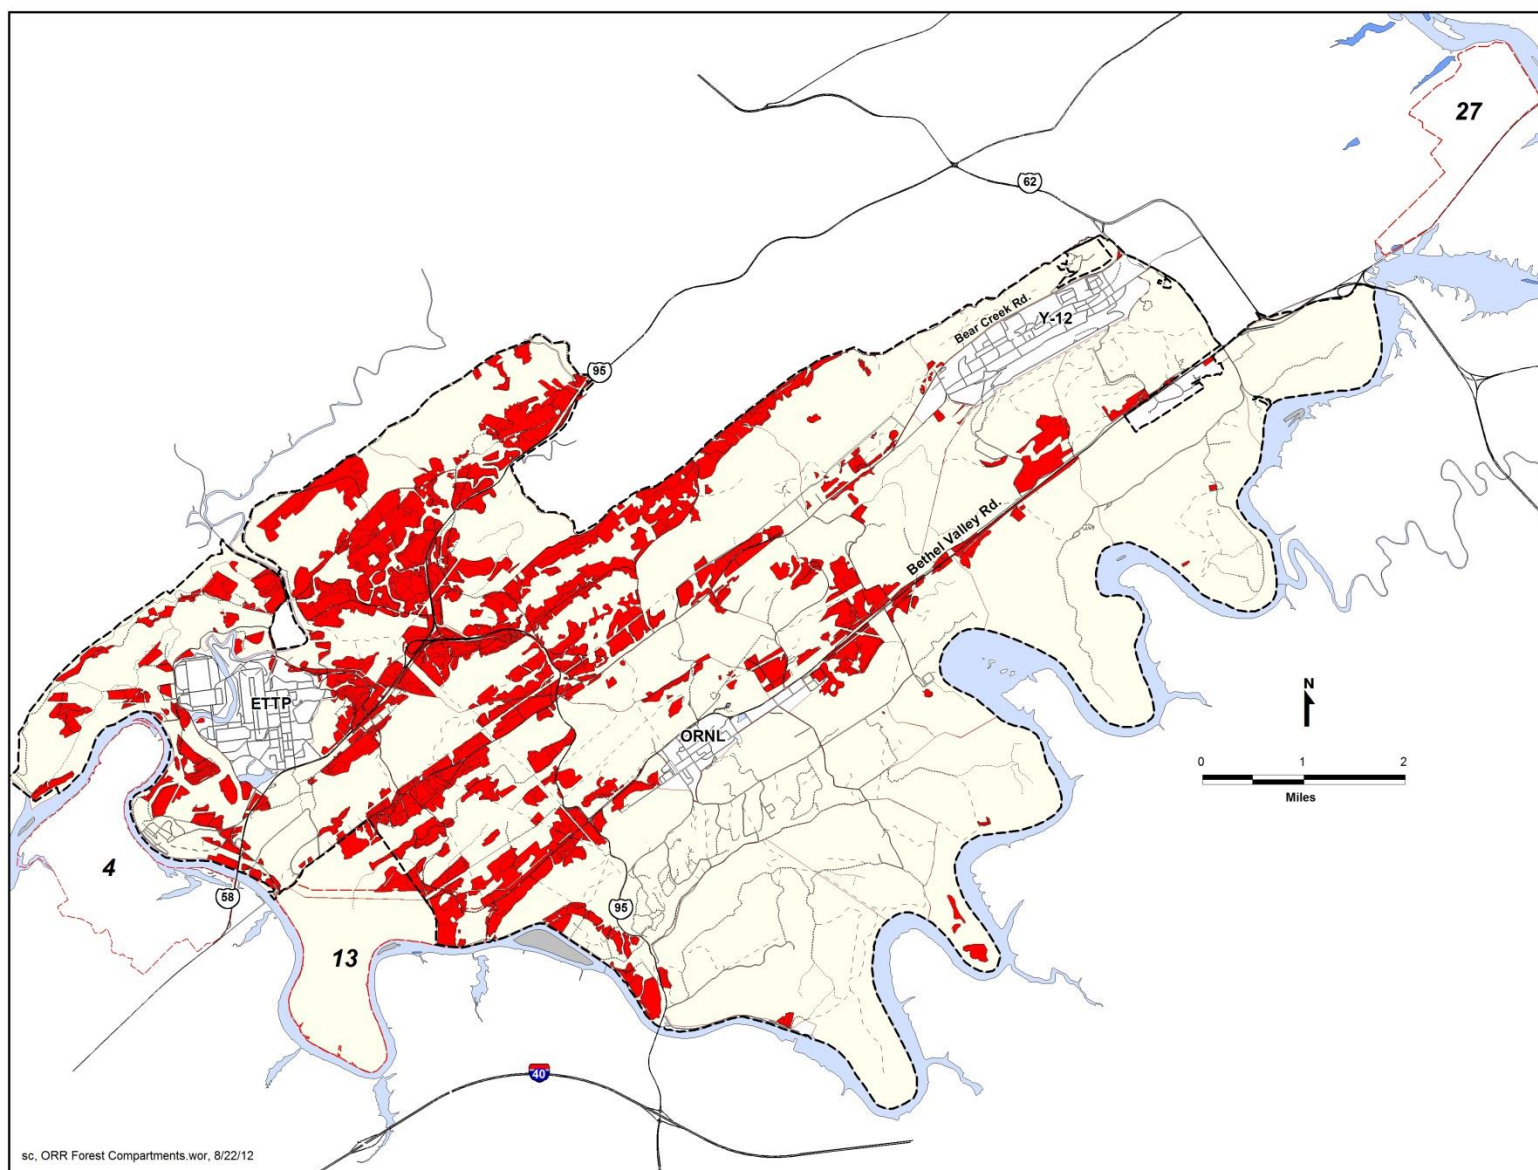 27
62
Bear Creek Rd.
Y-12
95
Bethel Valley Rd.
ETTP
ORNL
N
0 1 2
Miles
4
58
95
13
40
sc, ORR Forest Compartments.wor, 8/22/12